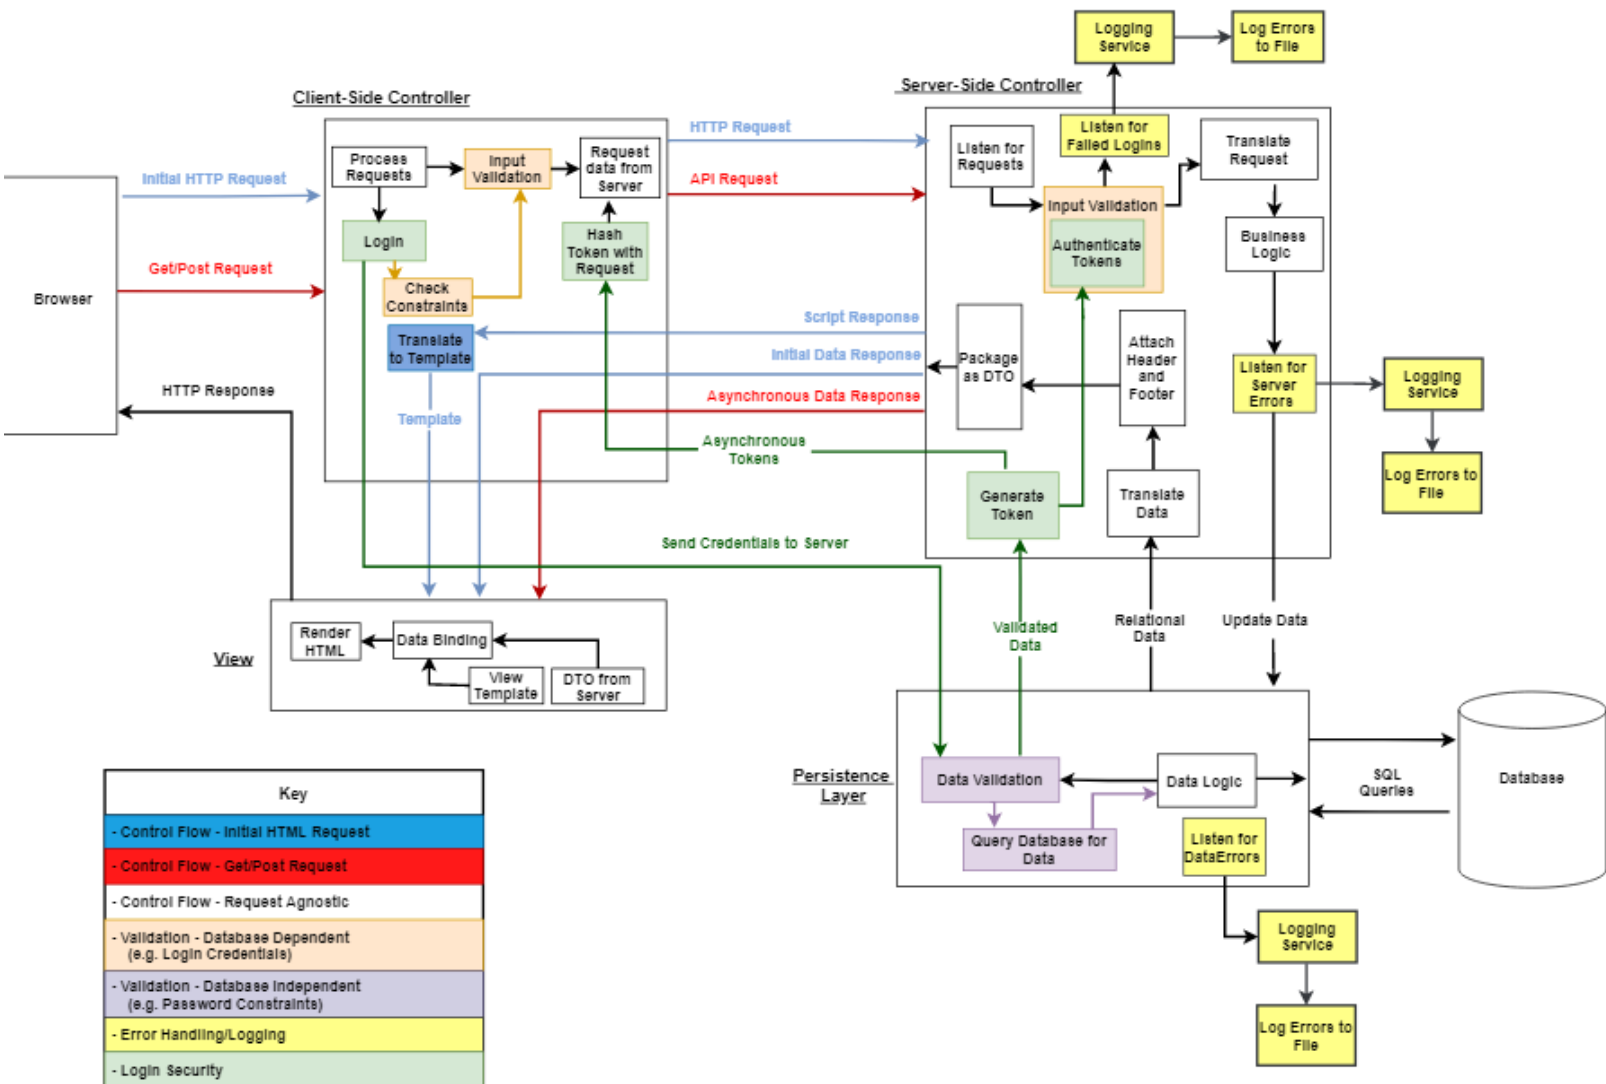 Logging
Service
Log Errors
to File
Client-Side Controller
Server-Side Controller
HTTP Request
Process
Requests
Input
Validation
Request
data from
Server
Listen for
Requests
Listen for
Failed Logins
Translate
Request
Initial HTTP Request
API Request
Input Validation
Login
Hash
Token with
Request
Authenticate
Tokens
Business
Logic
Get/Post Request
Browser
Check
Constraints
Script Response
Translate
to Template
Initial Data Response
Package
as DTO
Attach
Header
and
Footer
Listen for
Server
Errors
Logging
Service
HTTP Response
Template
Asynchronous Data Response
Asynchronous
Tokens
Log Errors to
File
Generate
Token
Translate
Data
Send Credentials to Server
Render
HTML
Data Binding
View
View
Template
DTO from
Server
Validated
Data
Relational
Data
Update Data
Persistence
Layer
Data Validation
Data Logic
SQL
Queries
Database
Query Database for
Data
Listen for
DataErrors
Logging
Service
Log Errors to
File
Key
- Control Flow - Initial HTML Request
- Control Flow - Get/Post Request
- Control Flow - Request Agnostic
- Validation - Database Dependent
(e.g. Login Credentials)
- Validation - Database Independent
(e.g. Password Constraints)
- Error Handling/Logging
- Login Security